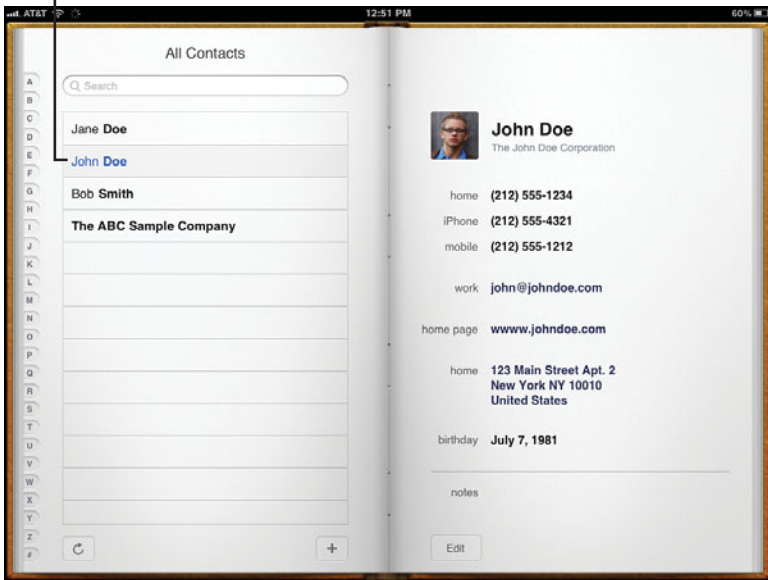 AT&T 12:51 PM 60%
All Contacts
Search
A
B
C
D
E
F
G
H
I
J
K
L
M
N
O
P
Q
R
S
T
U
V
W
X
Y
Z
#
Jane Doe
John Doe
Bob Smith
The ABC Sample Company
John Doe
The John Doe Corporation
home (212) 555-1234
iPhone (212) 555-4321
mobile (212) 555-1212
work john@johndoe.com
home page wwww.johndoe.com
home 123 Main Street Apt. 2
New York NY 10010
United States
birthday July 7, 1981
notes
+
Edit